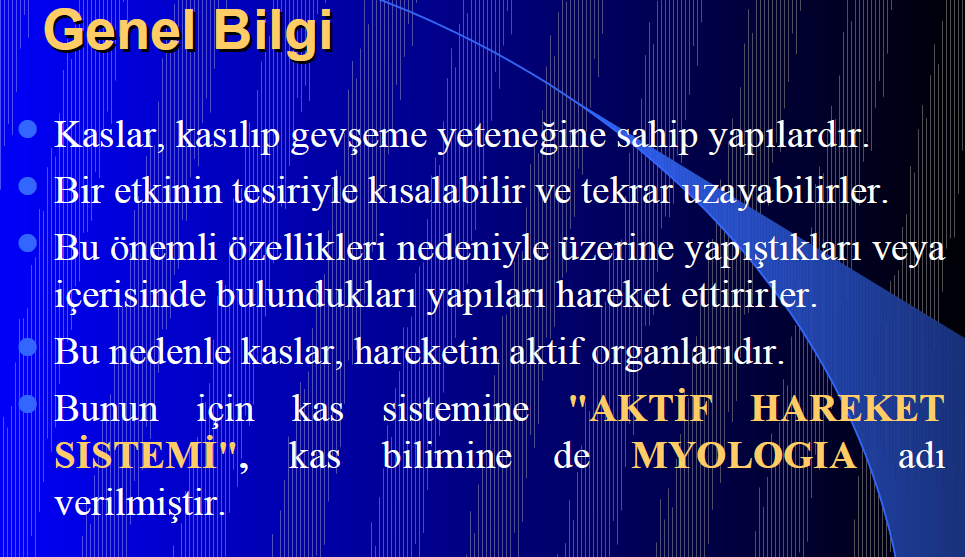 Genel Bilgi
Kaslar, kasılıp gevşeme yeteneğine sahip yapılardır.
Bir etkinin tesiriyle kısalabilir ve tekrar uzayabilirler.
Bu önemli özellikleri nedeniyle üzerine yapıştıkları veya
içerisinde bulundukları yapıları hareket ettirirler.
Bu nedenle kaslar, hareketin aktif organlarıdır.
Bunun için kas sistemine "AKTİF HAREKET
SİSTEMİ", kas bilimine de MYOLOGIA adı
verilmiştir.